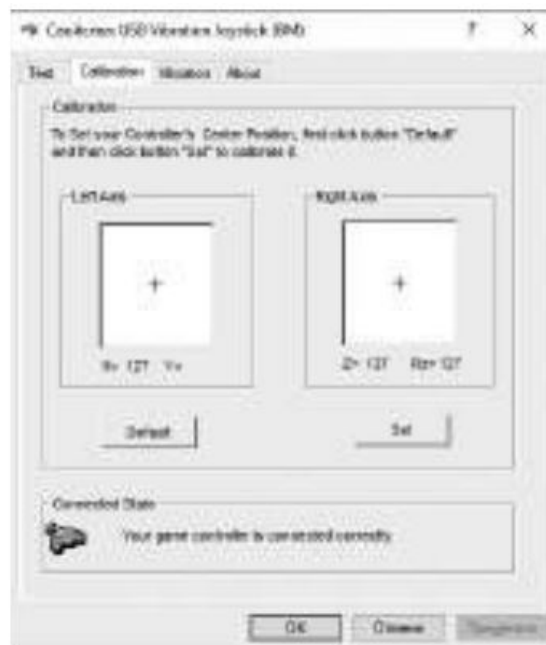 USB Vibration Joystick (BM)
Test Calibration Vibration About
Calibration
To Set your Controller's Center Position, first click button "Default"
and then click button "Set" to calibrate it.
Left Axis Right Axis
X= 127 Y=
Z= 127 Rz= 127
Default Set
Connected State
Your game controller is connected correctly.
OK Отмена